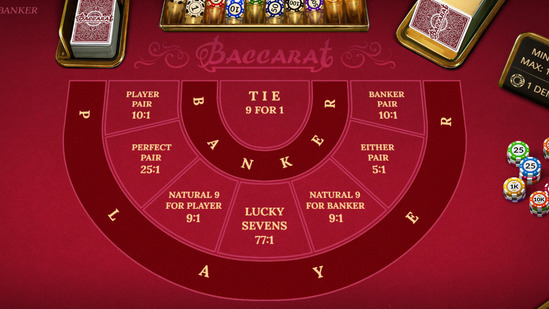 BANKER
Baccarat
MIN
MAX:
1 DEM
PLAYER
PAIR
10:1
TIE
9 FOR 1
BANKER
PAIR
10:1
BANKER
PERFECT
PAIR
25:1
EITHER
PAIR
5:1
NATURAL 9
FOR PLAYER
9:1
LUCKY
SEVENS
77:1
NATURAL 9
FOR BANKER
9:1
PLAYER
25
25
1K
10K